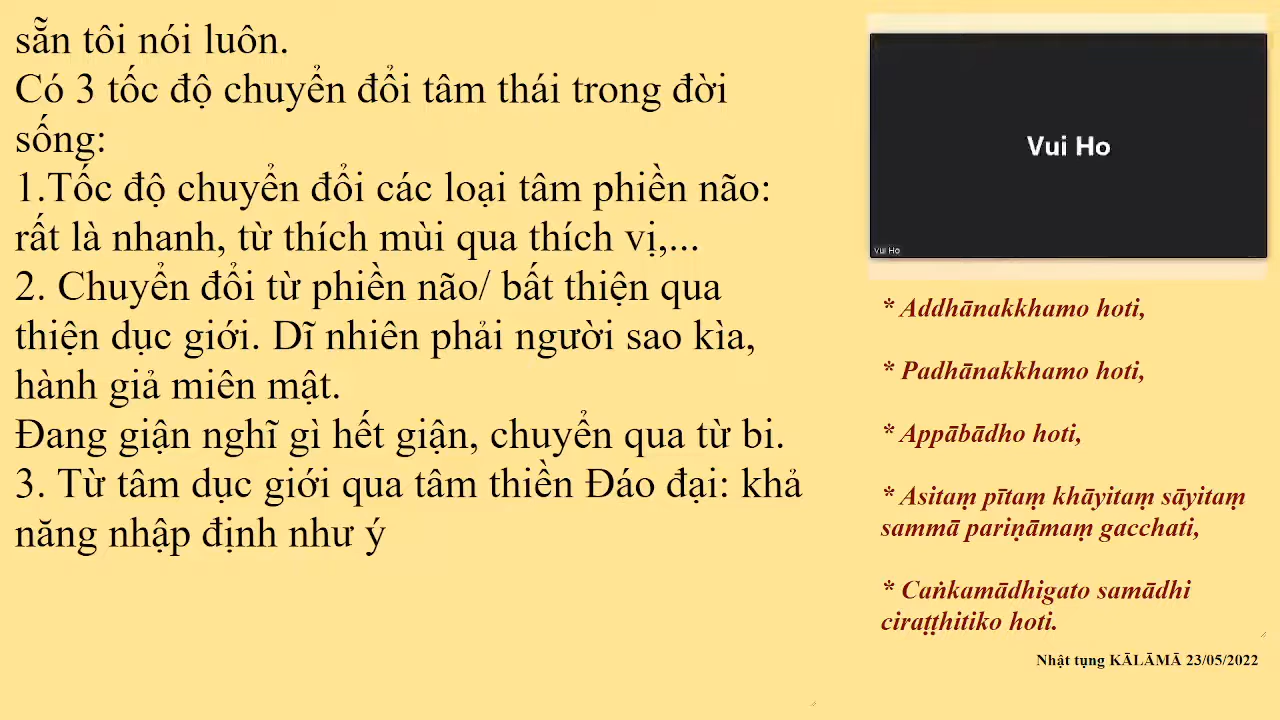 sẵn tôi nói luôn.
Có 3 tốc độ chuyển đổi tâm thái trong đời
sống:
1.Tốc độ chuyển đổi các loại tâm phiền não:
rất là nhanh, từ thích mùi qua thích vị,...
2. Chuyển đổi từ phiền não/ bất thiện qua
thiện dục giới. Dĩ nhiên phải người sao kìa,
hành giả miên mật.
Đang giận nghĩ gì hết giận, chuyển qua từ bi.
3. Từ tâm dục giới qua tâm thiền Đáo đại: khả
năng nhập định như ý
Vui Ho
Vui Ho
* Addhānakkhamo hoti,
* Padhānakkhamo hoti,
* Appābādho hoti,
* Asitaṃ pītaṃ khāyitaṃ sāyitaṃ
sammā pariṇāmaṃ gacchati,
* Caṅkamādhigato samādhi
ciraṭṭhitiko hoti.
Nhật tụng KĀLĀMĀ 23/05/2022